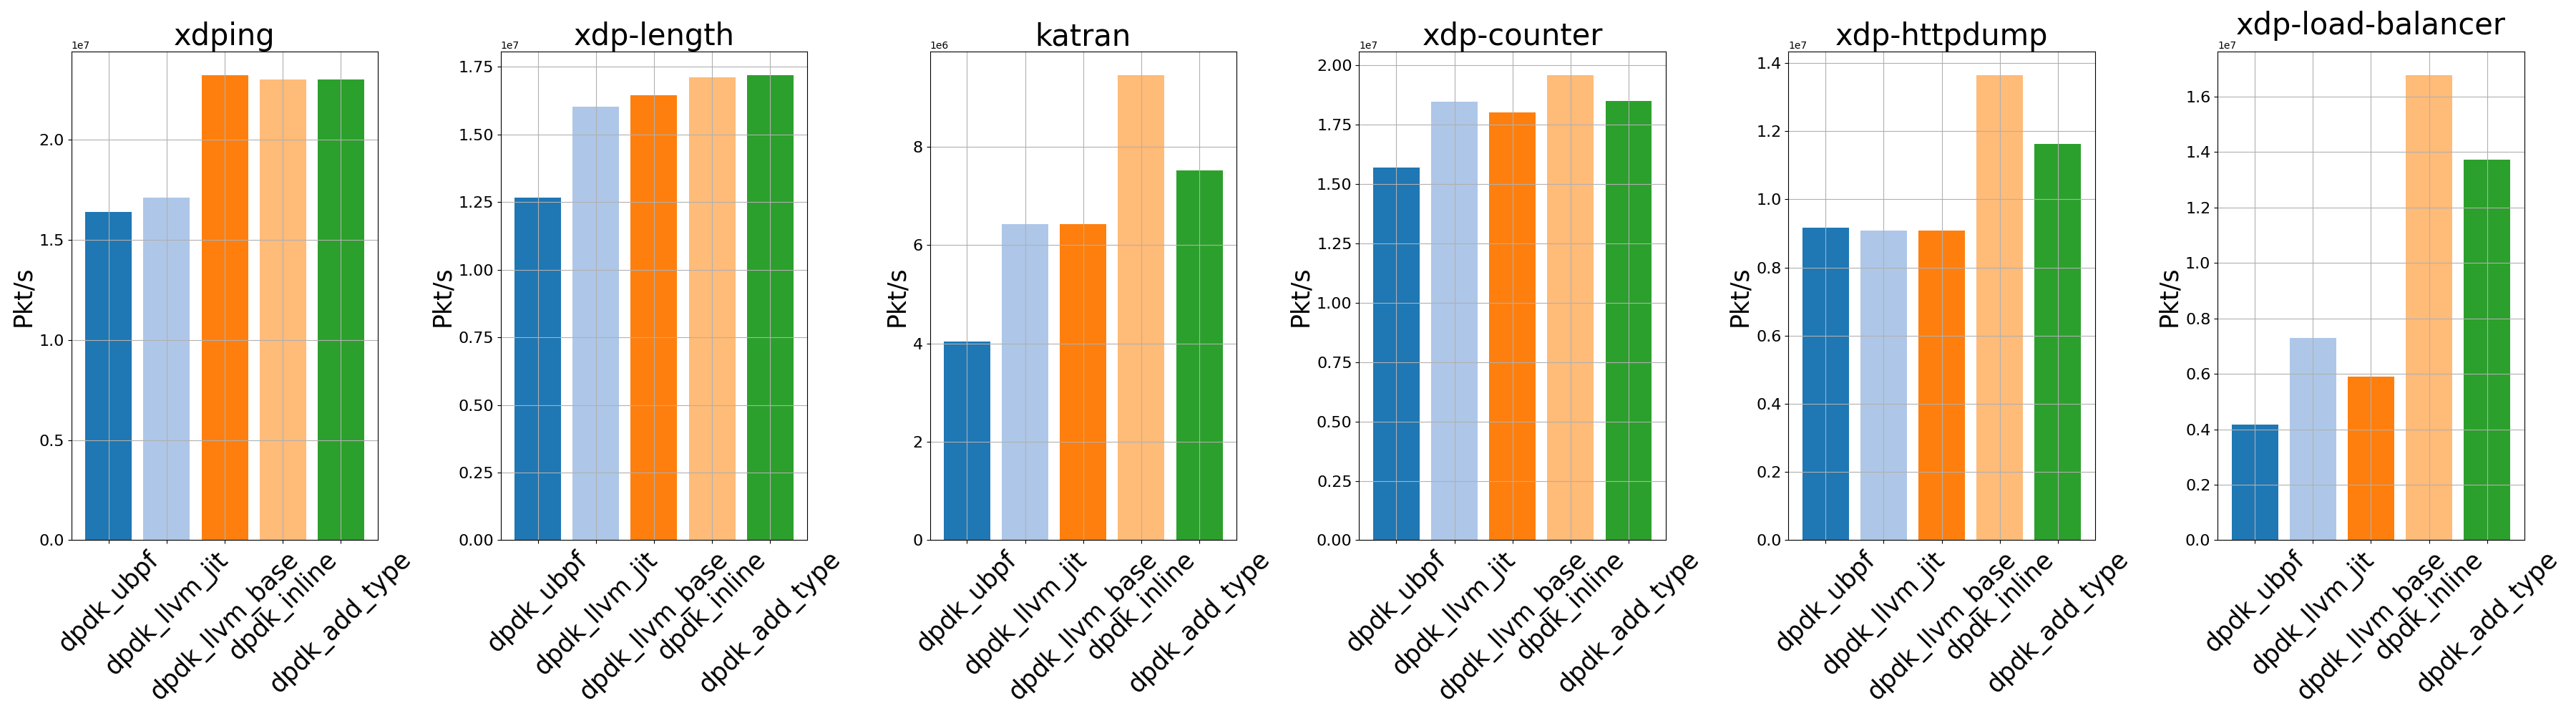 xdping
1e7
Pkt/s
2.0
1.5
1.0
0.5
0.0
dpdk_ubpf
dpdk_llvm_jit
dpdk_llvm_base
dpdk_inline
dpdk_add_type
xdp-length
1e7
Pkt/s
1.75
1.50
1.25
1.00
0.75
0.50
0.25
0.00
dpdk_ubpf
dpdk_llvm_jit
dpdk_llvm_base
dpdk_inline
dpdk_add_type
katran
1e6
Pkt/s
8
6
4
2
0
dpdk_ubpf
dpdk_llvm_jit
dpdk_llvm_base
dpdk_inline
dpdk_add_type
xdp-counter
1e7
Pkt/s
2.00
1.75
1.50
1.25
1.00
0.75
0.50
0.25
0.00
dpdk_ubpf
dpdk_llvm_jit
dpdk_llvm_base
dpdk_inline
dpdk_add_type
xdp-httpdump
1e7
Pkt/s
1.4
1.2
1.0
0.8
0.6
0.4
0.2
0.0
dpdk_ubpf
dpdk_llvm_jit
dpdk_llvm_base
dpdk_inline
dpdk_add_type
xdp-load-balancer
1e7
Pkt/s
1.6
1.4
1.2
1.0
0.8
0.6
0.4
0.2
0.0
dpdk_ubpf
dpdk_llvm_jit
dpdk_llvm_base
dpdk_inline
dpdk_add_type